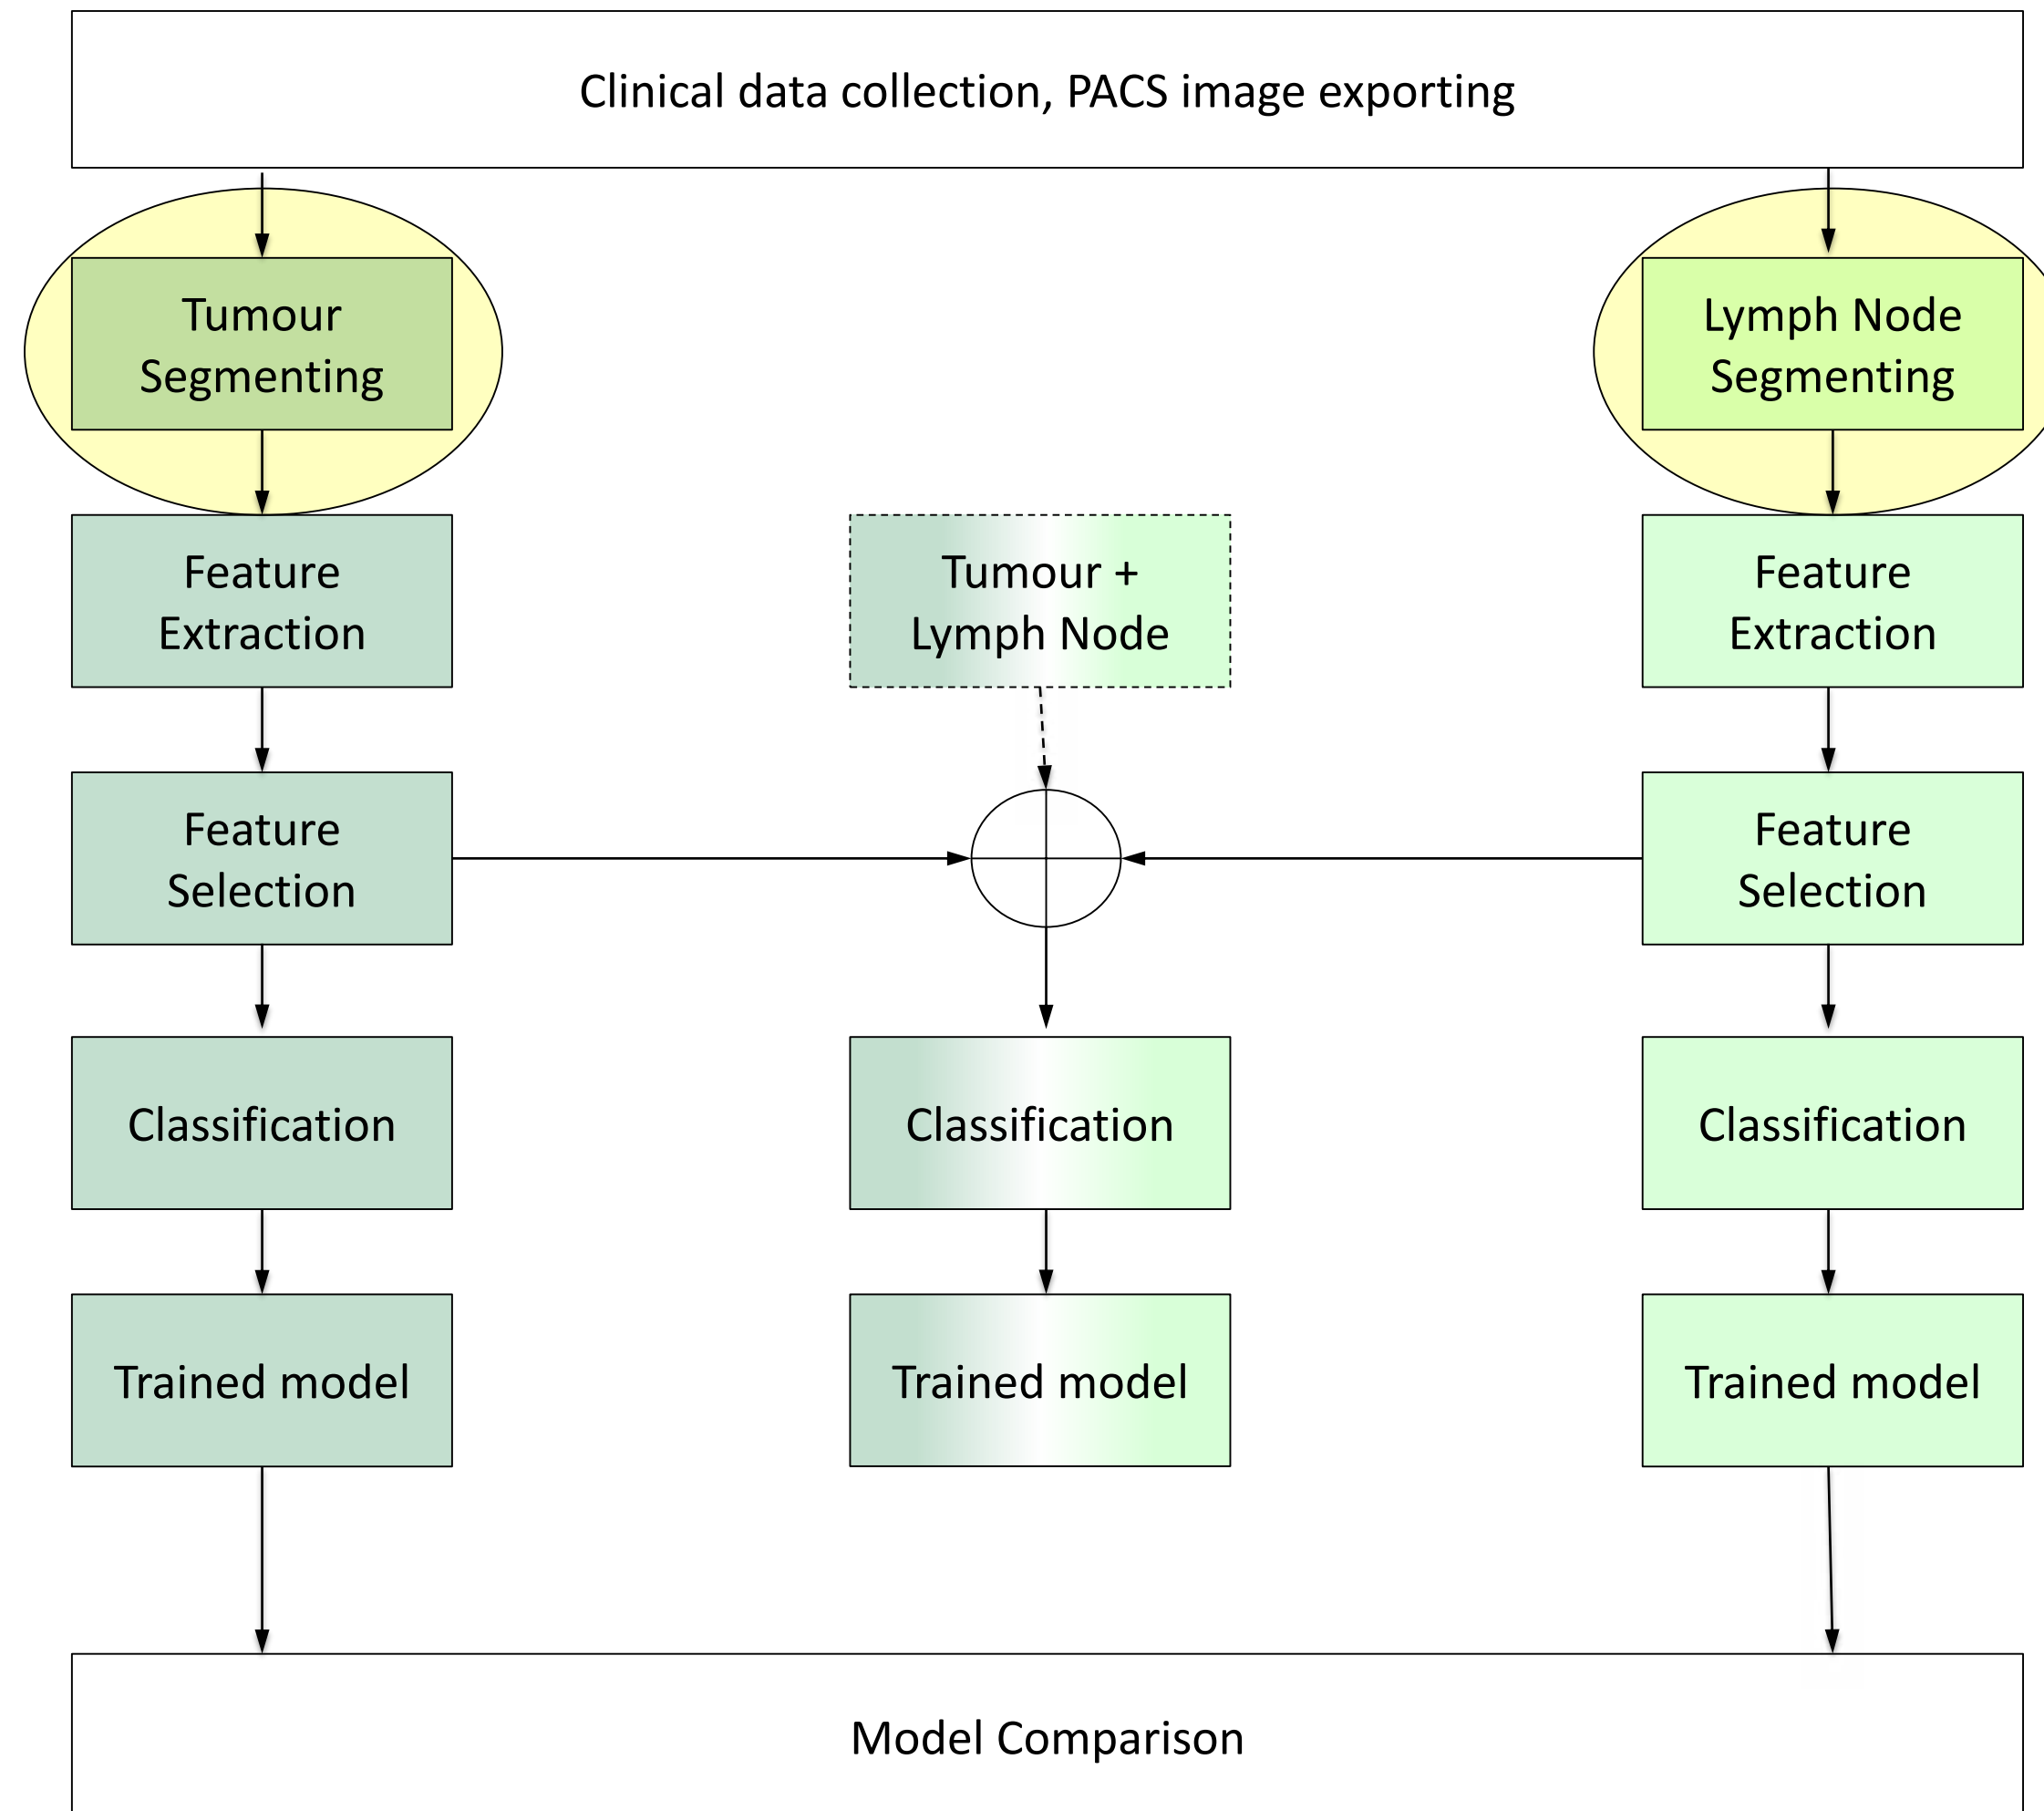 Clinical data collection, PACS image exporting
Tumour
Segmenting
Lymph Node
Segmenting
Feature
Extraction
Tumour +
Lymph Node
Feature
Extraction
Feature
Selection
Feature
Selection
Classification
Classification
Classification
Trained model
Trained model
Trained model
Model Comparison